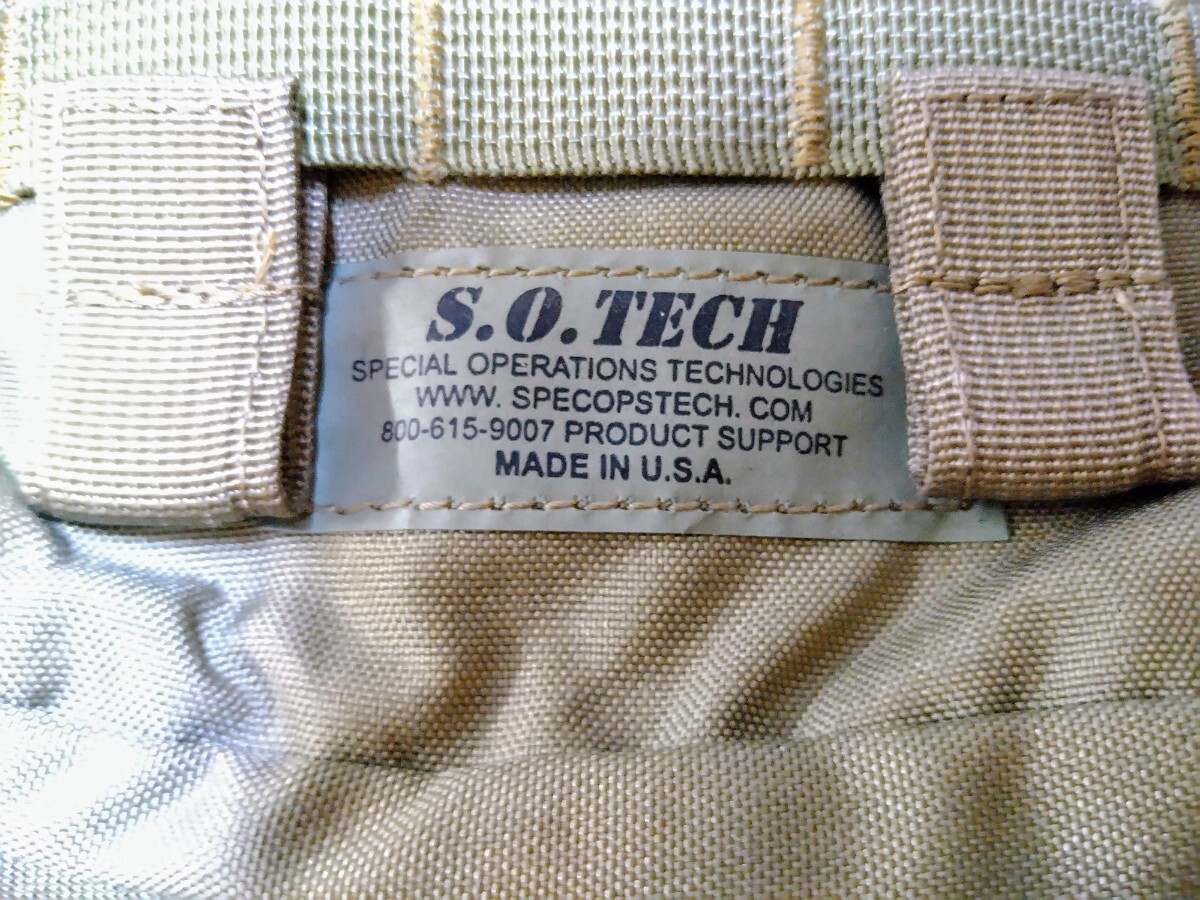 S.O.TECH
SPECIAL OPERATIONS TECHNOLOGIES
WWW. SPECOPSTECH. COM
800-615-9007 PRODUCT SUPPORT
MADE IN U.S.A.